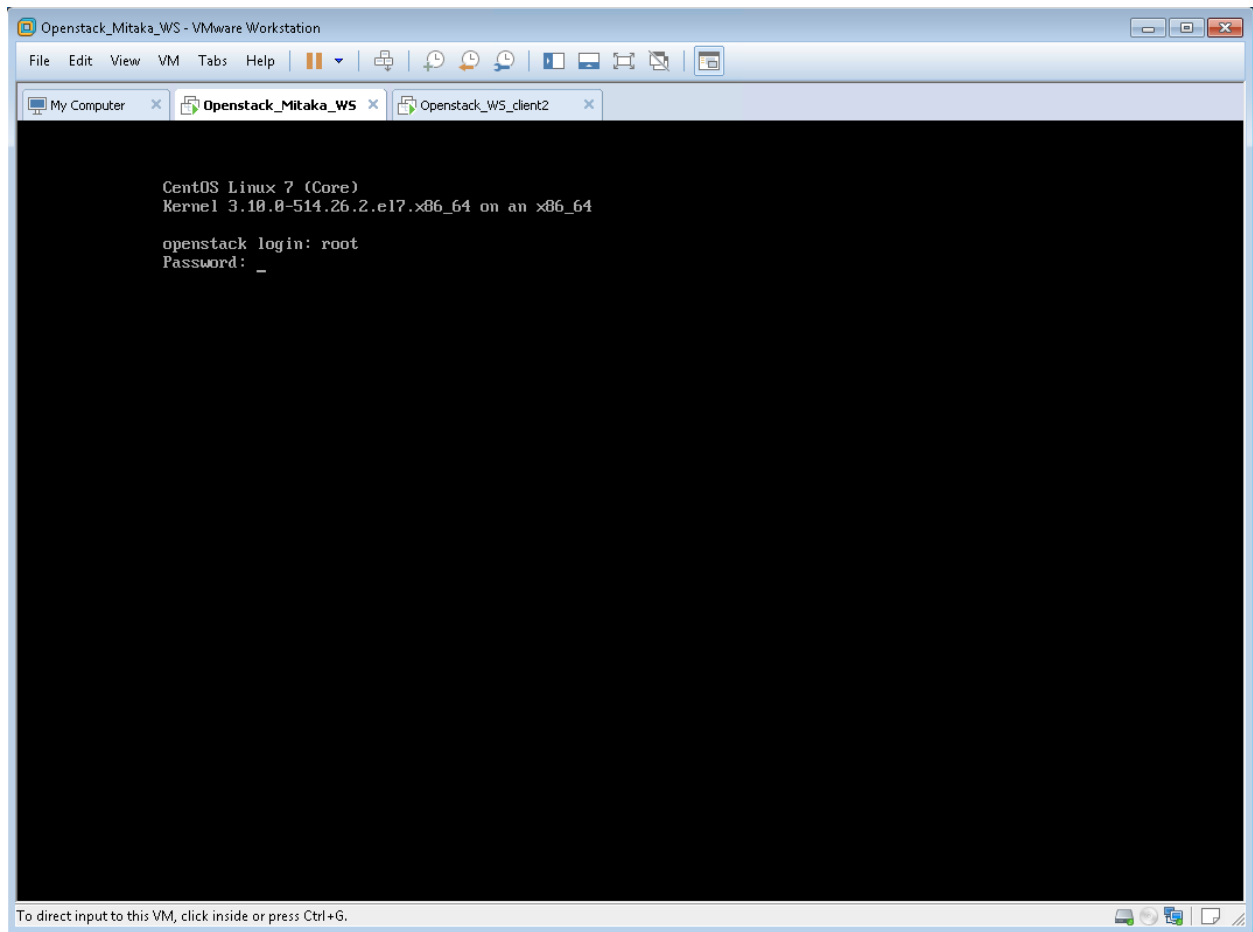 Openstack_Mitaka_WS - VMware Workstation
File Edit View VM Tabs Help
My Computer Openstack_Mitaka_WS Openstack_WS_client2
CentOS Linux 7 (Core)
Kernel 3.10.0-514.26.2.el7.x86_64 on an x86_64
openstack login: root
Password: _
To direct input to this VM, click inside or press Ctrl+G.